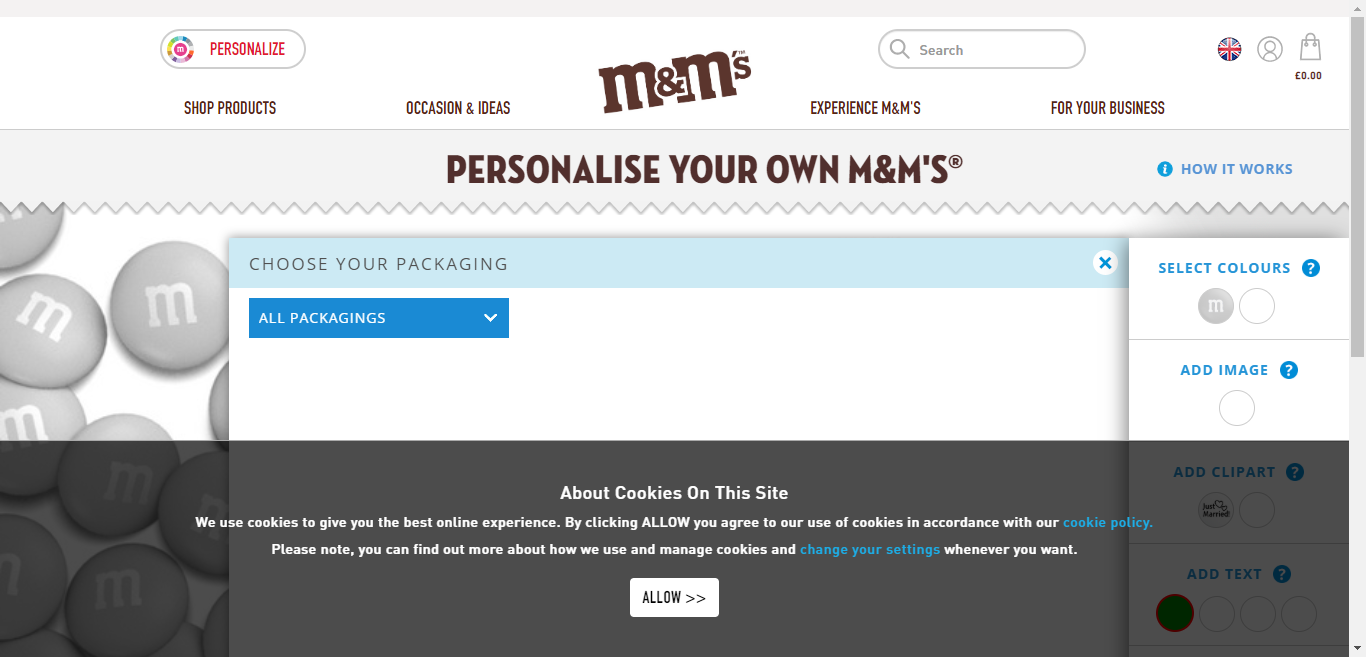 PERSONALIZE
m&m's™
Search
£0.00
SHOP PRODUCTS
OCCASION & IDEAS
EXPERIENCE M&M'S
FOR YOUR BUSINESS
PERSONALISE YOUR OWN M&M'S®
HOW IT WORKS
CHOOSE YOUR PACKAGING
ALL PACKAGINGS
SELECT COLOURS ?
m
ADD IMAGE ?
ADD CLIPART ?
Just
Married!
ADD TEXT ?
m
m
m
m
m
m
About Cookies On This Site
We use cookies to give you the best online experience. By clicking ALLOW you agree to our use of cookies in accordance with our cookie policy.
Please note, you can find out more about how we use and manage cookies and change your settings whenever you want.
ALLOW >>